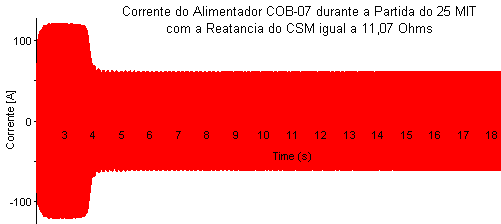 Corrente do Alimentador COB-07 durante a Partida do 25 MIT
com a Reatancia do CSM igual a 11,07 Ohms
100
0
-100
Corrente [A]
3 4 5 6 7 8 9 10 11 12 13 14 15 16 17 18
Time (s)